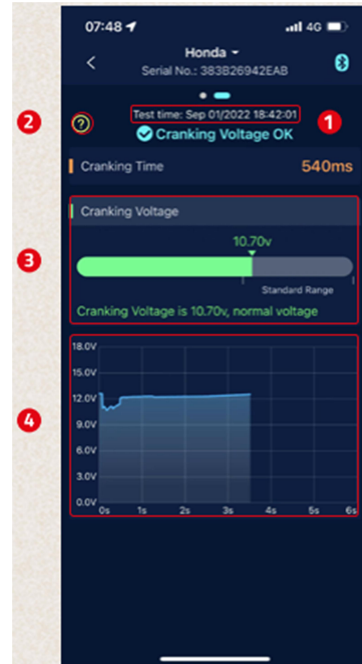 07:48 4G
Honda
Serial No.: 383B26942EAB
1
Test time: Sep 01/2022 18:42:01
2
?
Cranking Voltage OK
Cranking Time 540ms
Cranking Voltage
10.70v
3
Standard Range
Cranking Voltage is 10.70v, normal voltage
18.0V
15.0V
12.0V
4
9.0V
6.0V
3.0V
0.0V
0s 1s 2s 3s 4s 5s 6s